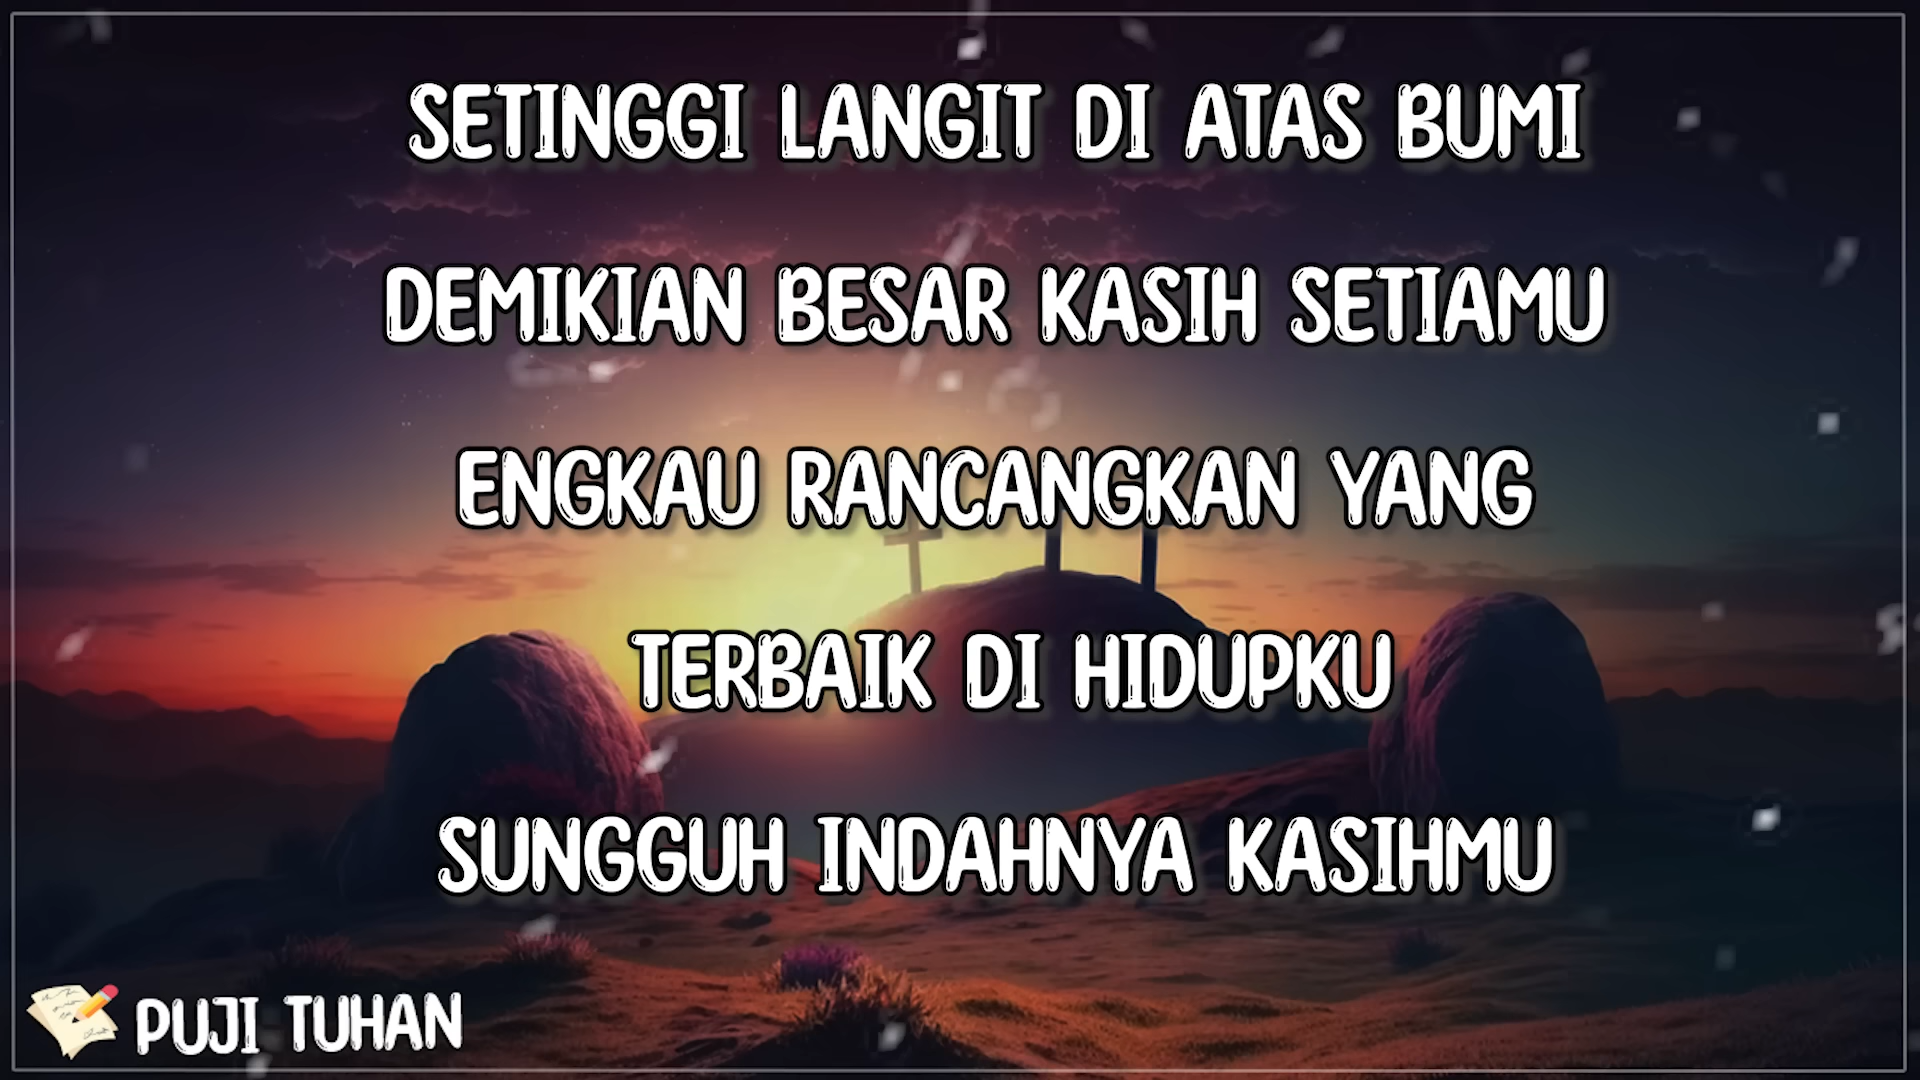 SETINGGI LANGIT DI ATAS BUMI
DEMIKIAN BESAR KASIH SETIAMU
ENGKAU RANCANGKAN YANG
TERBAIK DI HIDUPKU
SUNGGUH INDAHNYA KASIHMU
PUJI TUHAN